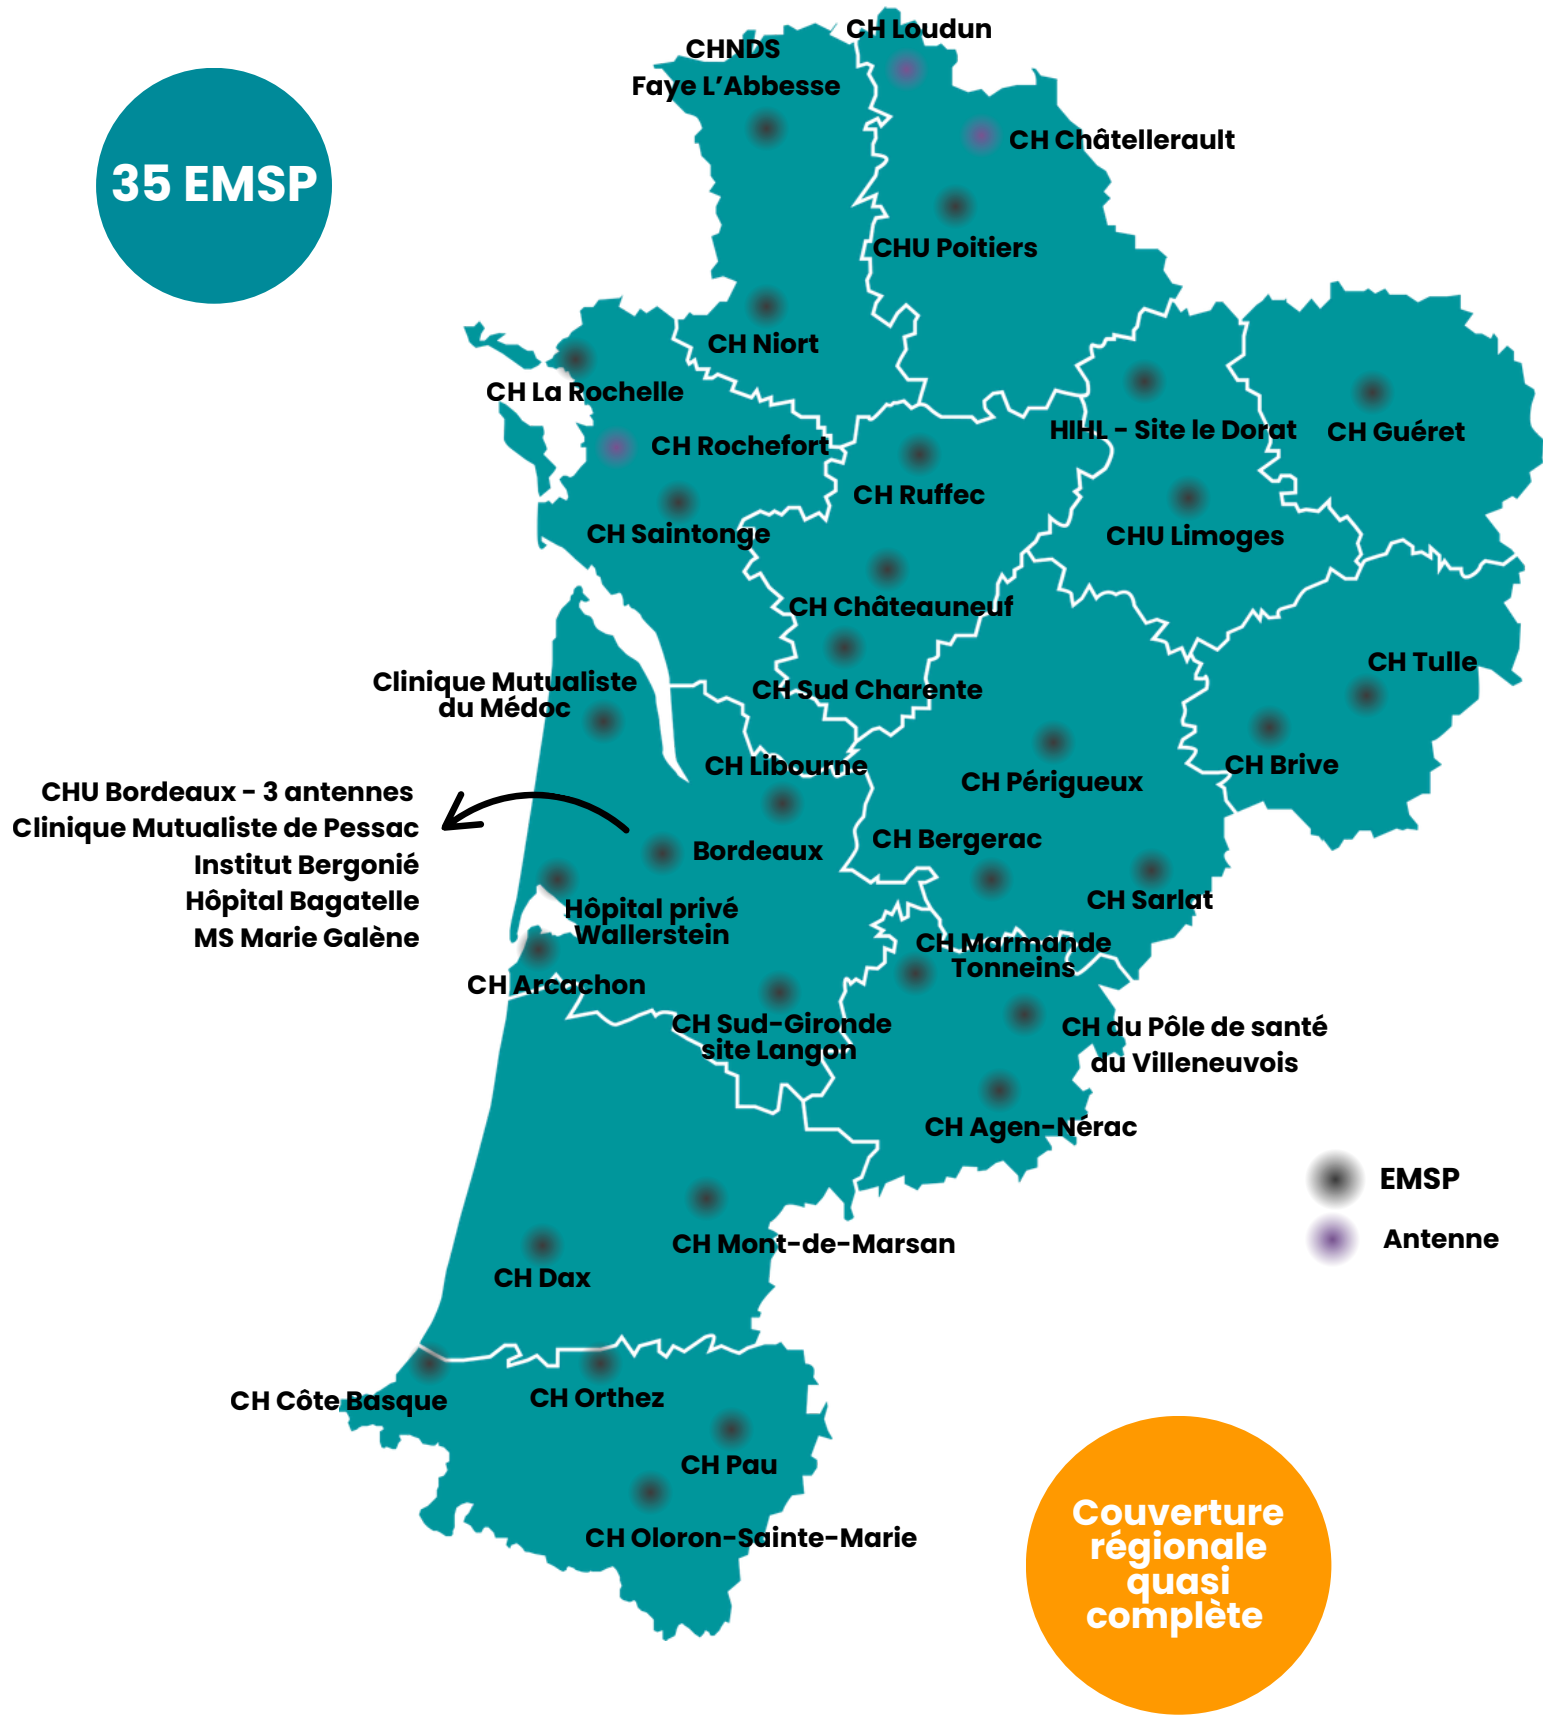 CH Loudun
CHNDS
Faye L’Abbesse
CH Châtellerault
35 EMSP
CHU Poitiers
CH Niort
CH La Rochelle
CH Rochefort
HIHL - Site le Dorat
CH Guéret
CH Ruffec
CH Saintonge
CHU Limoges
CH Châteauneuf
CH Tulle
Clinique Mutualiste
du Médoc
CH Sud Charente
CH Libourne
CH Brive
CH Périgueux
CHU Bordeaux - 3 antennes
Clinique Mutualiste de Pessac
Institut Bergonié
Hôpital Bagatelle
MS Marie Galène
Bordeaux
CH Bergerac
CH Sarlat
Hôpital privé
Wallerstein
CH Marmande
Tonneins
CH Arcachon
CH Sud-Gironde
site Langon
CH du Pôle de santé
du Villeneuvois
CH Agen-Nérac
EMSP
Antenne
CH Mont-de-Marsan
CH Dax
CH Côte Basque
CH Orthez
CH Pau
CH Oloron-Sainte-Marie
Couverture
régionale
quasi
complète